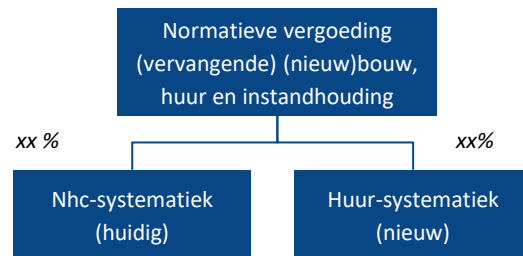 Normatieve vergoeding
(vervangende) (nieuw)bouw,
huur en instandhouding
xx %
xx%
Nhc-systematiek
(huidig)
Huur-systematiek
(nieuw)